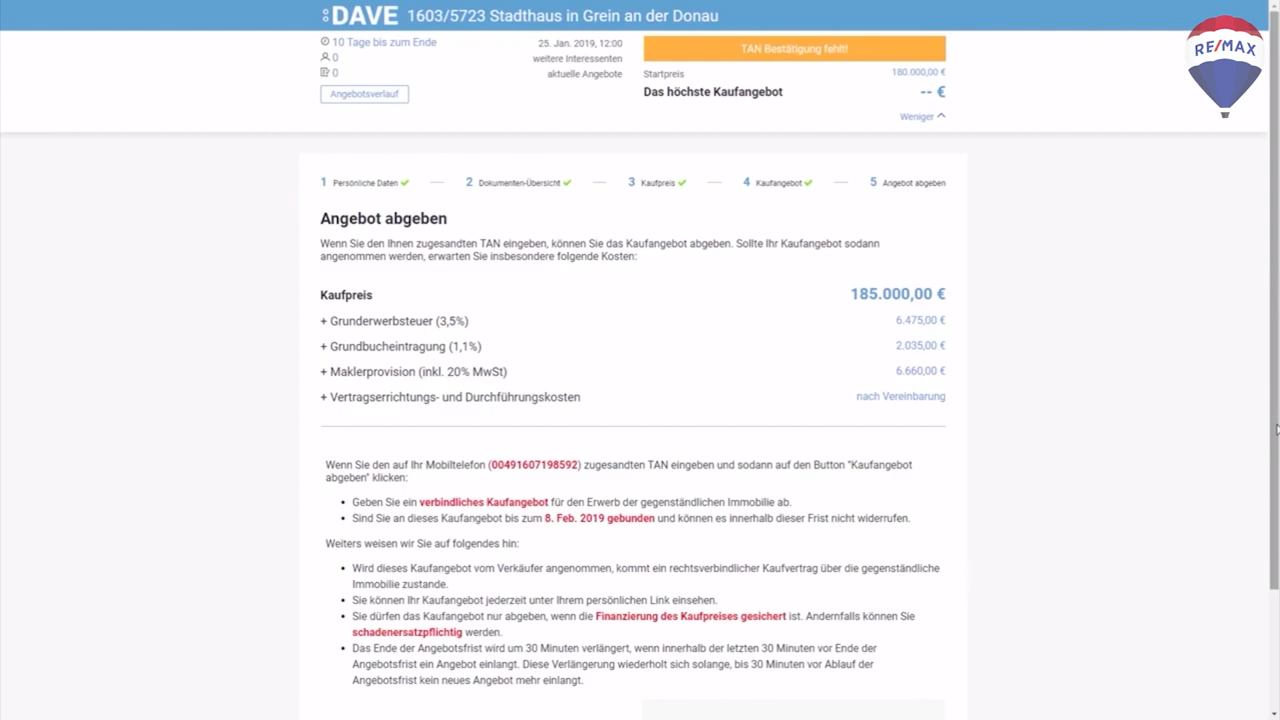 DAVE 1603/5723 Stadthaus in Grein an der Donau
RE/MAX
10 Tage bis zum Ende
25. Jan. 2019, 12:00
0
weitere Interessenten
0
aktuelle Angebote
Angebotsverlauf
TAN Bestätigung fehlt!
Startpreis 180.000,00 €
Das höchste Kaufangebot -- €
Weniger
1 Persönliche Daten 2 Dokumenten-Übersicht 3 Kaufpreis 4 Kaufangebot 5 Angebot abgeben
Angebot abgeben
Wenn Sie den Ihnen zugesandten TAN eingeben, können Sie das Kaufangebot abgeben. Sollte Ihr Kaufangebot sodann
angenommen werden, erwarten Sie insbesondere folgende Kosten:
Kaufpreis 185.000,00 €
+ Grunderwerbsteuer (3,5%) 6.475,00 €
+ Grundbucheintragung (1,1%) 2.035,00 €
+ Maklerprovision (inkl. 20% MwSt) 6.660,00 €
+ Vertragserrichtungs- und Durchführungskosten nach Vereinbarung
Wenn Sie den auf Ihr Mobiltelefon (00491607198592) zugesandten TAN eingeben und sodann auf den Button "Kaufangebot
abgeben" klicken:
• Geben Sie ein verbindliches Kaufangebot für den Erwerb der gegenständlichen Immobilie ab.
• Sind Sie an dieses Kaufangebot bis zum 8. Feb. 2019 gebunden und können es innerhalb dieser Frist nicht widerrufen.
Weiters weisen wir Sie auf folgendes hin:
• Wird dieses Kaufangebot vom Verkäufer angenommen, kommt ein rechtsverbindlicher Kaufvertrag über die gegenständliche
Immobilie zustande.
• Sie können Ihr Kaufangebot jederzeit unter Ihrem persönlichen Link einsehen.
• Sie dürfen das Kaufangebot nur abgeben, wenn die Finanzierung des Kaufpreises gesichert ist. Andernfalls können Sie
schadenersatzpflichtig werden.
• Das Ende der Angebotsfrist wird um 30 Minuten verlängert, wenn innerhalb der letzten 30 Minuten vor Ende der
Angebotsfrist ein Angebot einlangt. Diese Verlängerung wiederholt sich solange, bis 30 Minuten vor Ablauf der
Angebotsfrist kein neues Angebot mehr einlangt.